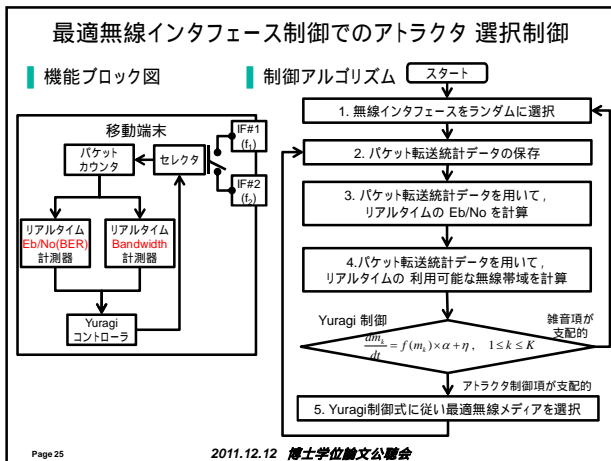 最適無線インタフェース制御でのアトラクタ 選択制御
機能ブロック図
移動端末
パケット
カウンタ
セレクタ
IF#1
(f1)
IF#2
(f2)
リアルタイム
Eb/No(BER)
計測器
リアルタイム
Bandwidth
計測器
Yuragi
コントローラ
制御アルゴリズム
スタート
1. 無線インタフェースをランダムに選択
2. パケット転送統計データの保存
3. パケット転送統計データを用いて,
リアルタイムの Eb/No を計算
4.パケット転送統計データを用いて,
リアルタイムの 利用可能な無線帯域を計算
Yuragi 制御
雑音項が
支配的
dm_k/dt = f(m_k)×α+η, 1≤k≤K
アトラクタ制御項が支配的
5. Yuragi制御式に従い最適無線メディアを選択
Page 25
2011.12.12 博士学位論文公聴会